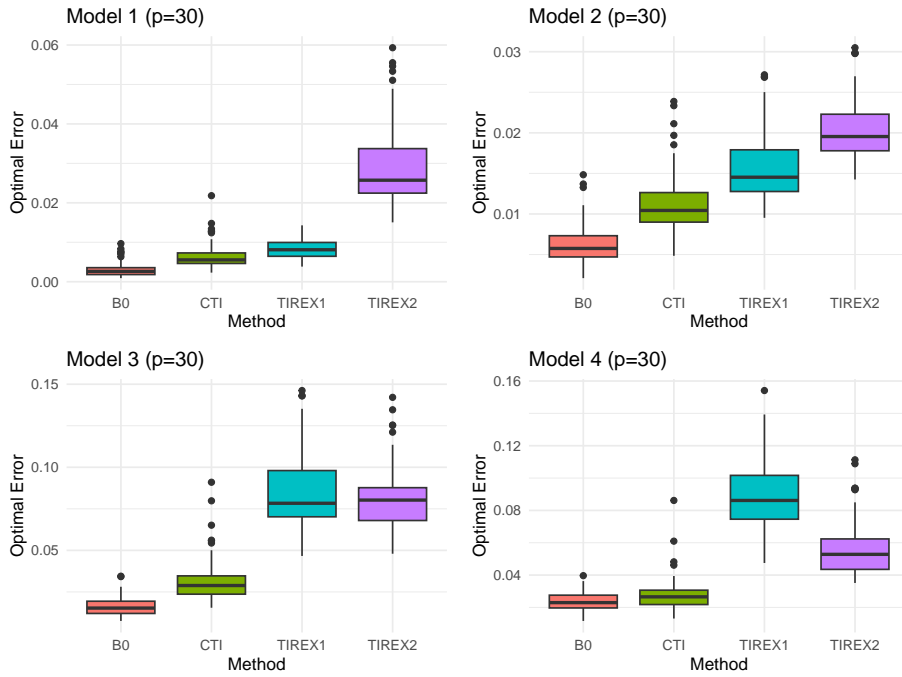 Model 1 (p=30)
Optimal Error
0.06
0.04
0.02
0.00
B0 CTI TIREX1 TIREX2
Method
Model 2 (p=30)
Optimal Error
0.03
0.02
0.01
B0 CTI TIREX1 TIREX2
Method
Model 3 (p=30)
Optimal Error
0.15
0.10
0.05
B0 CTI TIREX1 TIREX2
Method
Model 4 (p=30)
Optimal Error
0.16
0.12
0.08
0.04
B0 CTI TIREX1 TIREX2
Method